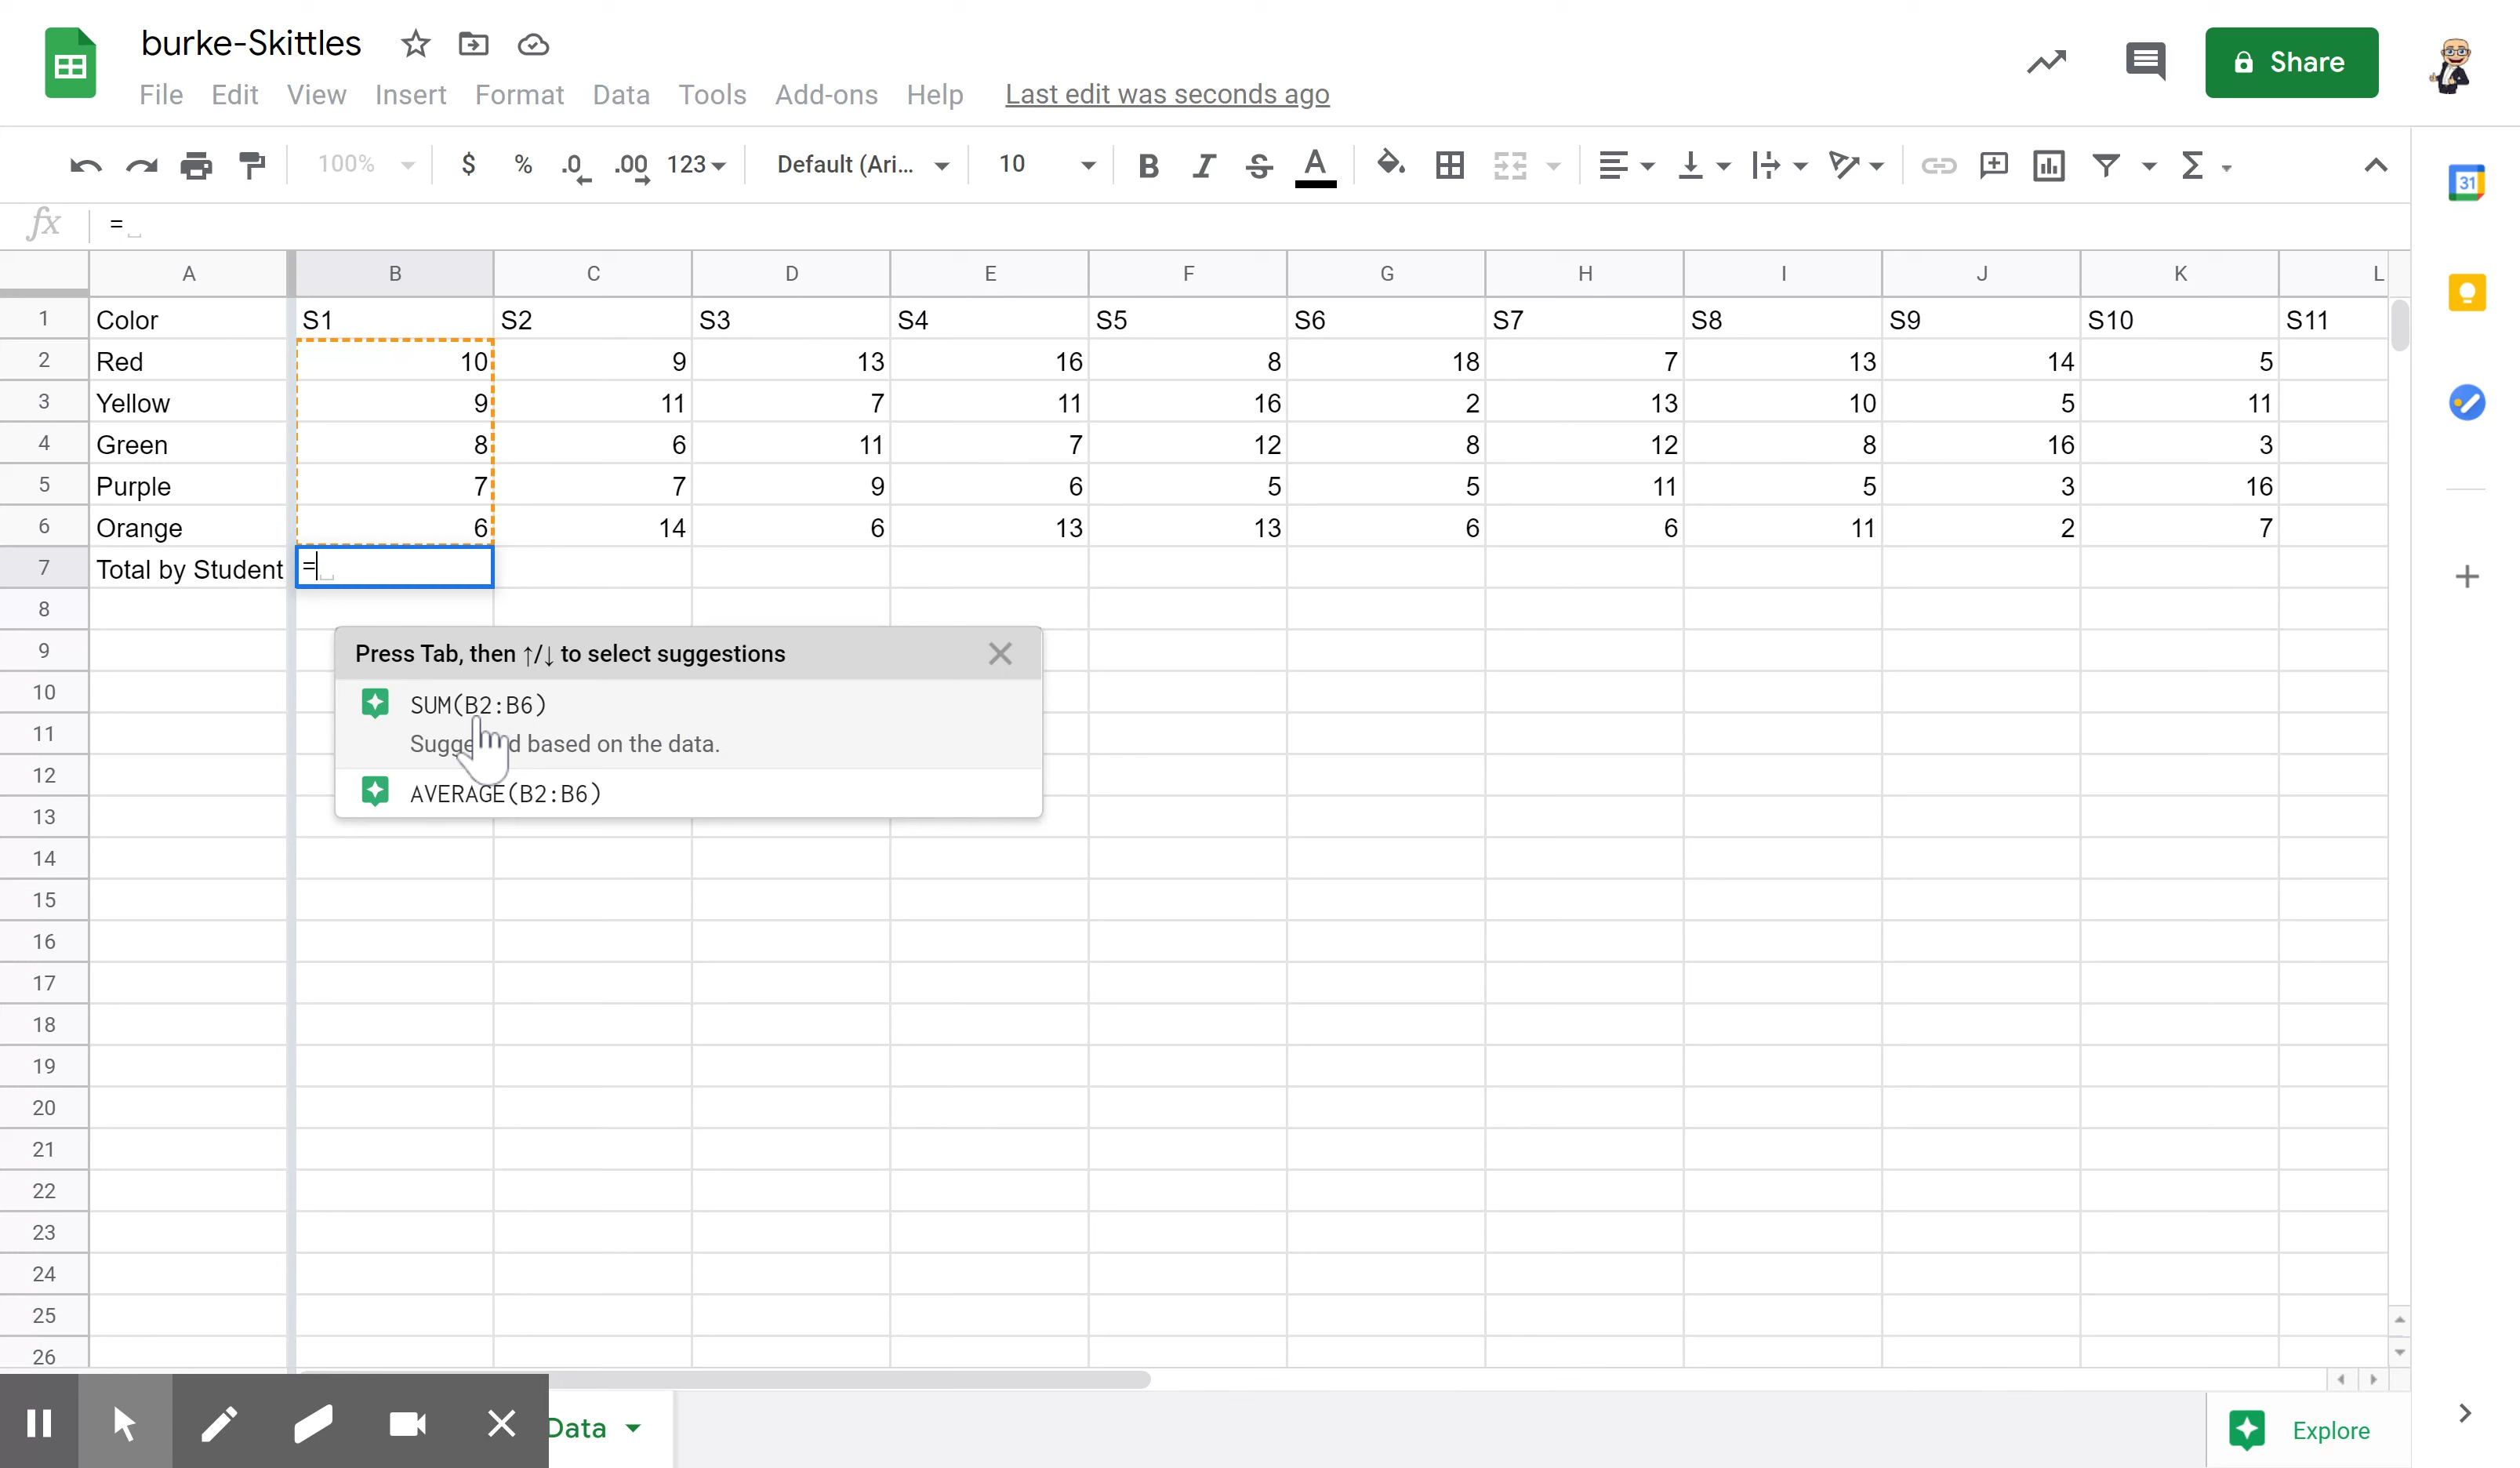 burke-Skittles
File Edit View Insert Format Data Tools Add-ons Help Last edit was seconds ago
Share
100% $ % .0 .00 123 Default (Ari... 10 B I S A Σ
31
fx =
A B C D E F G H I J K L
1 Color S1 S2 S3 S4 S5 S6 S7 S8 S9 S10 S11
2 Red 10 9 13 16 8 18 7 13 14 5
3 Yellow 9 11 7 11 16 2 13 10 5 11
4 Green 8 6 11 7 12 8 12 8 16 3
5 Purple 7 7 9 6 5 5 11 5 3 16
6 Orange 6 14 6 13 13 6 6 11 2 7
7 Total by Student =
8
9
Press Tab, then ↑/↓ to select suggestions
10
SUM(B2:B6)
11
based on the data.
12
AVERAGE(B2:B6)
13
14
15
16
17
18
19
20
21
22
23
24
25
26
Data
Explore